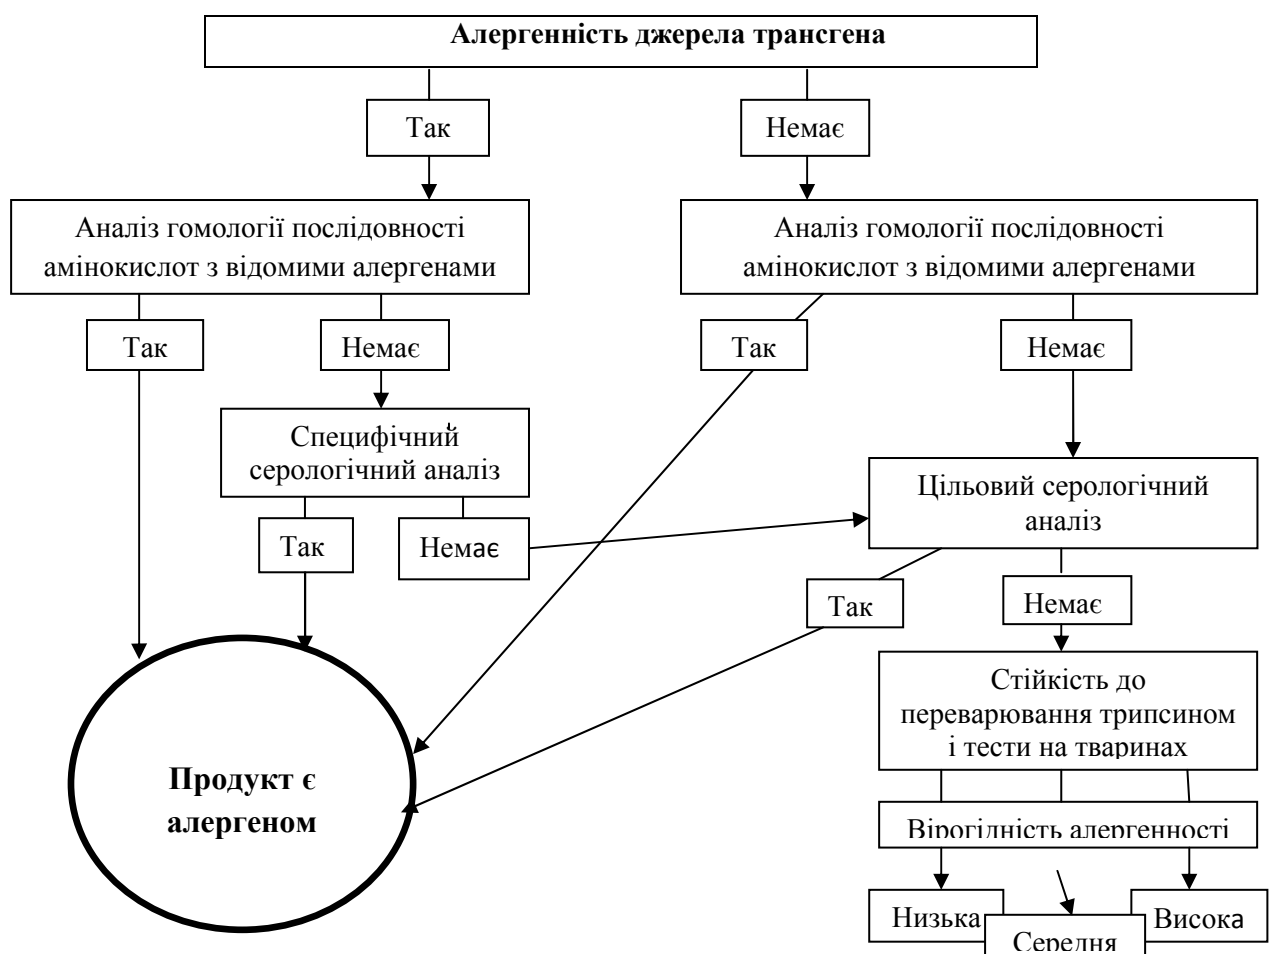 Алергенність джерела трансгена
Так
Немає
Аналіз гомології послідовності
амінокислот з відомими алергенами
Аналіз гомології послідовності
амінокислот з відомими алергенами
Так
Немає
Так
Немає
Специфічний
серологічний аналіз
Цільовий серологічний
аналіз
Так
Немає
Так
Немає
Стійкість до
переварювання трипсином
і тести на тваринах
Продукт є
алергеном
Вірогідність алергенності
Низька
Середня
Висока